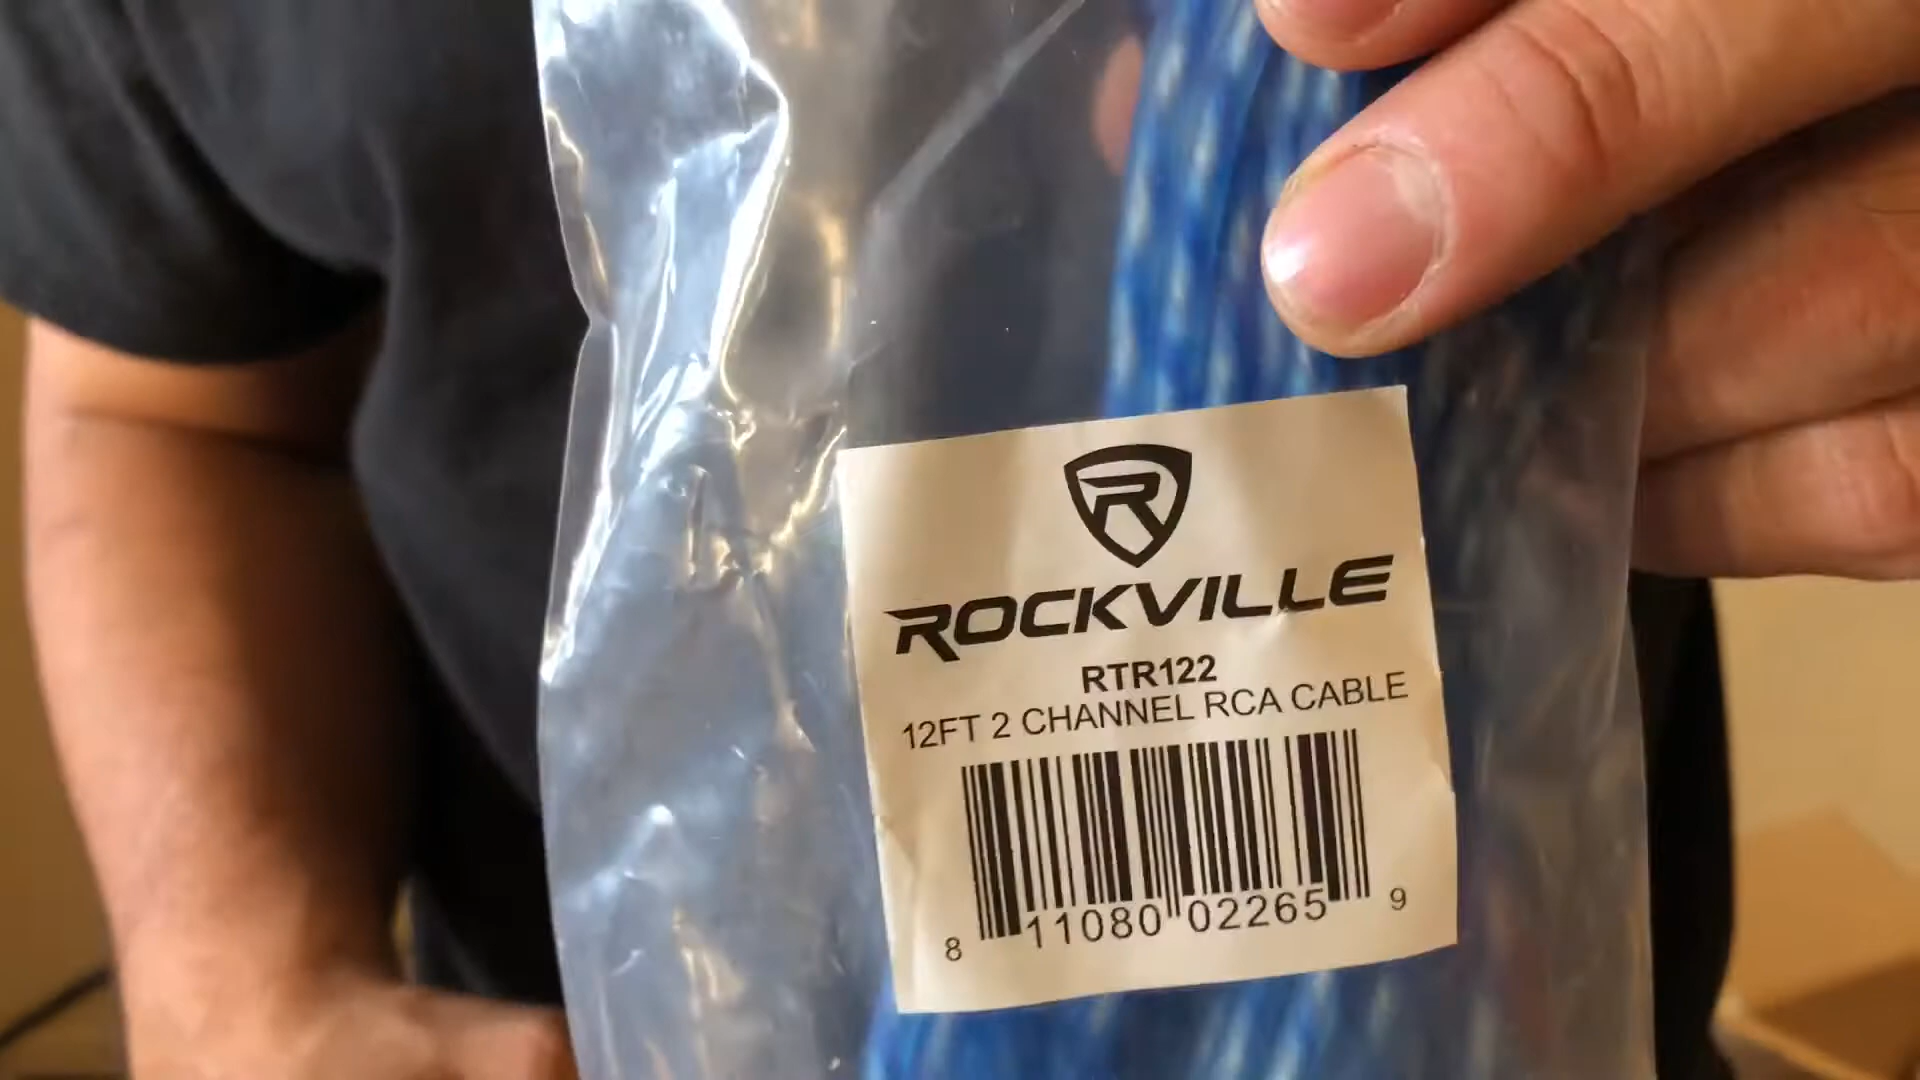 R
ROCKVILLE
RTR122
12FT 2 CHANNEL RCA CABLE
8 11080 02265 9